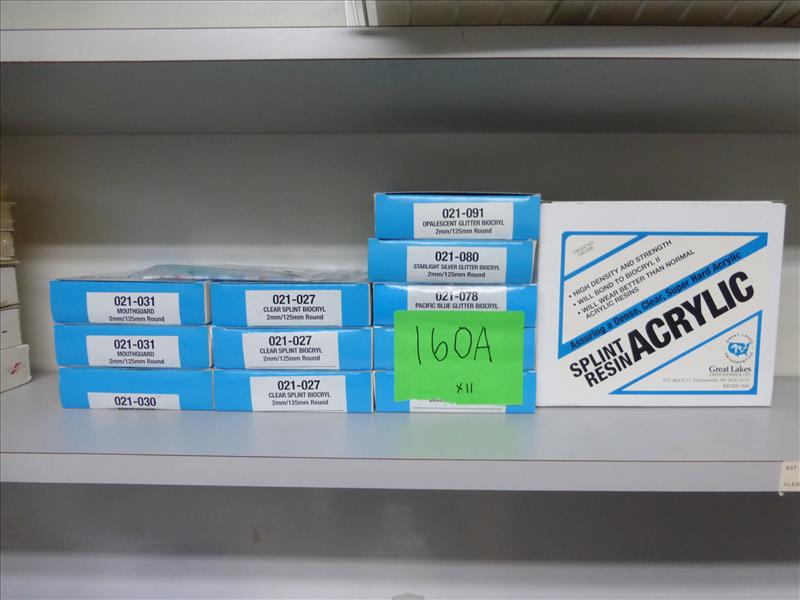 021-091
OPALESCENT GLITTER BIOCRYL
2mm/125mm Round
021-080
STARLIGHT SILVER GLITTER BIOCRYL
2mm/125mm Round
021-078
PACIFIC BLUE GLITTER BIOCRYL
021-031
MOUTHGUARD
2mm/125mm Round
021-027
CLEAR SPLINT BIOCRYL
2mm/125mm Round
021-031
MOUTHGUARD
2mm/125mm Round
021-027
CLEAR SPLINT BIOCRYL
2mm/125mm Round
021-030
021-027
CLEAR SPLINT BIOCRYL
2mm/125mm Round
160A
x11
• HIGH DENSITY AND STRENGTH
• WILL BOND TO BIOCRYL II
• WILL WEAR BETTER THAN NORMAL
ACRYLIC RESINS
Assuring a Dense, Clear, Super Hard Acrylic
SPLINT
RESIN
ACRYLIC
Great Lakes